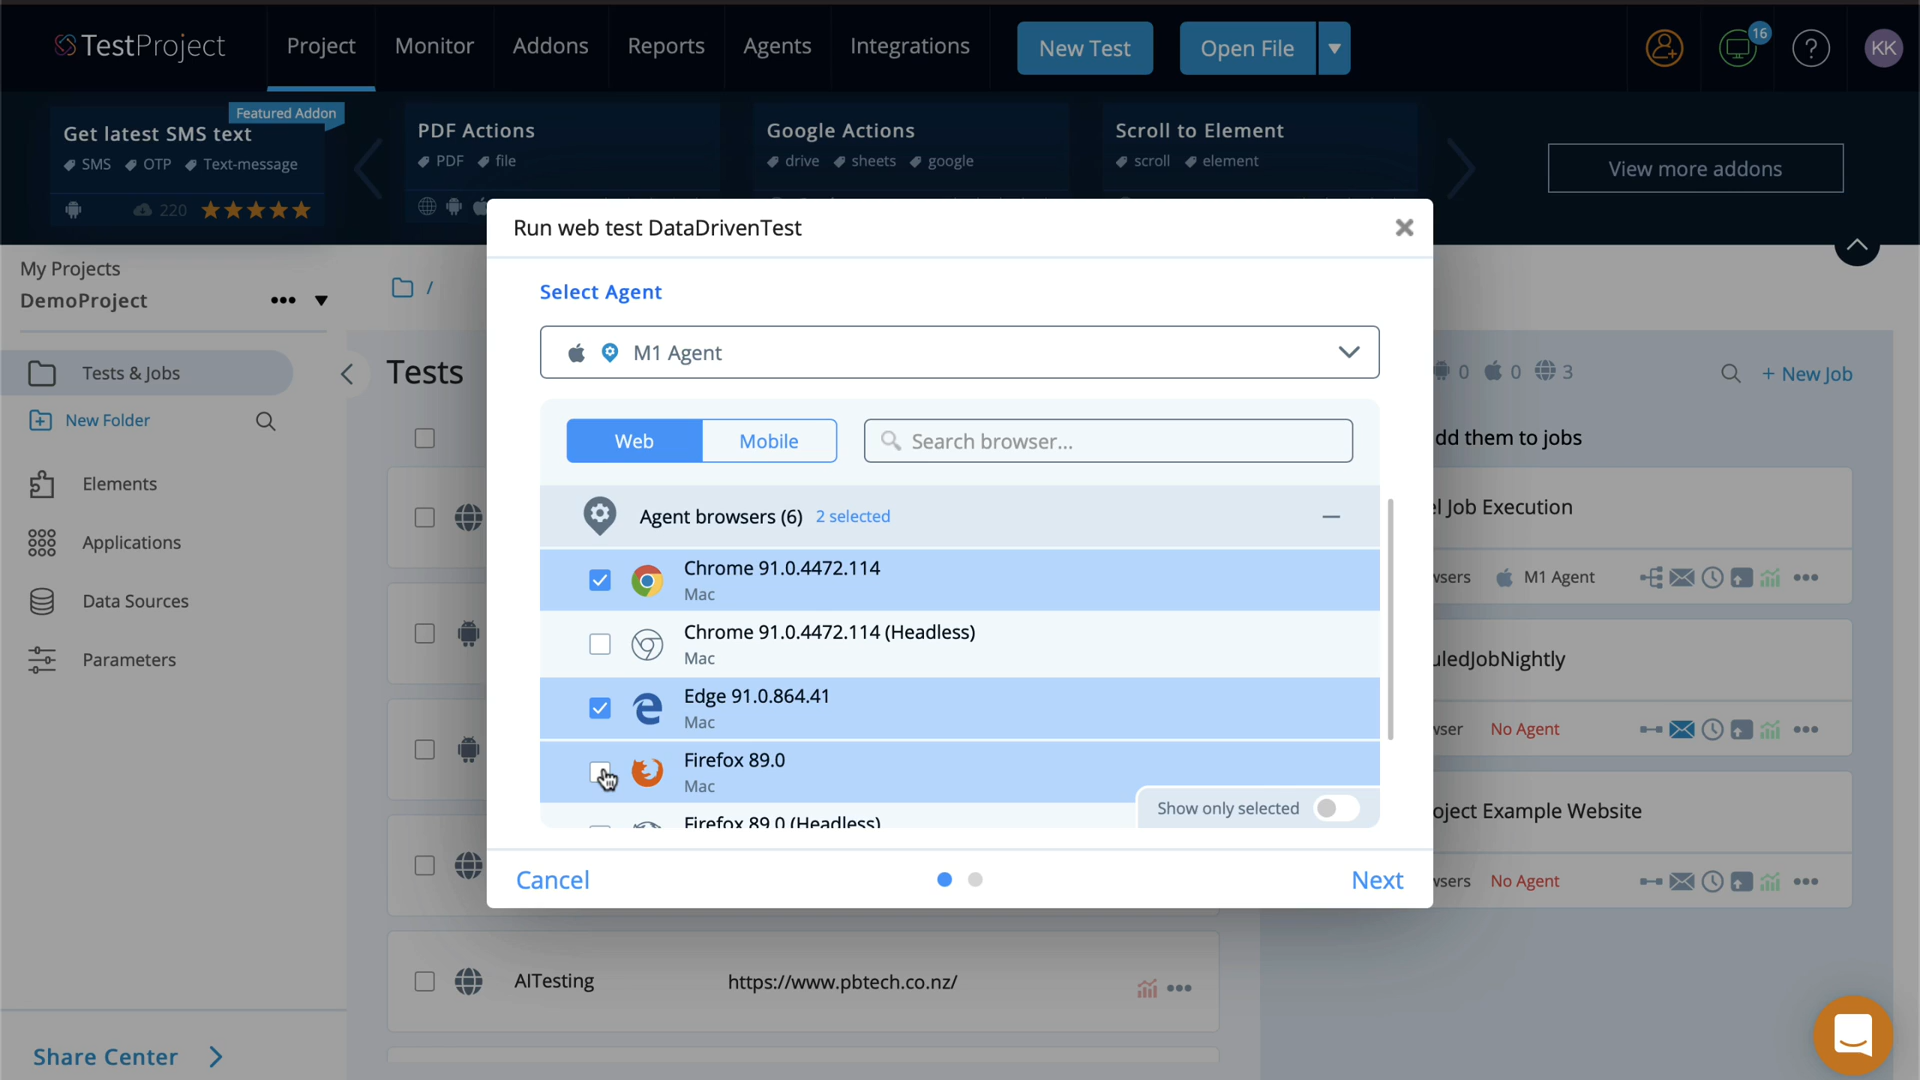 TestProject
Project
Monitor
Addons
Reports
Agents
Integrations
New Test
Open File
16
?
KK
Featured Addon
Get latest SMS text
SMS OTP Text-message
220
PDF Actions
PDF file
Google Actions
drive sheets google
Scroll to Element
scroll element
View more addons
My Projects
DemoProject
Tests & Jobs
New Folder
Elements
Applications
Data Sources
Parameters
Share Center
/
Tests
Run web test DataDrivenTest
Select Agent
M1 Agent
Web
Mobile
Search browser...
Agent browsers (6) 2 selected
Chrome 91.0.4472.114
Mac
Chrome 91.0.4472.114 (Headless)
Mac
Edge 91.0.864.41
Mac
Firefox 89.0
Mac
Firefox 89.0 (Headless)
Show only selected
Cancel
Next
AITesting
https://www.pbtech.co.nz/
0 0 3
+ New Job
dd them to jobs
l Job Execution
wsers M1 Agent
uledJobNightly
wser No Agent
oject Example Website
wsers No Agent